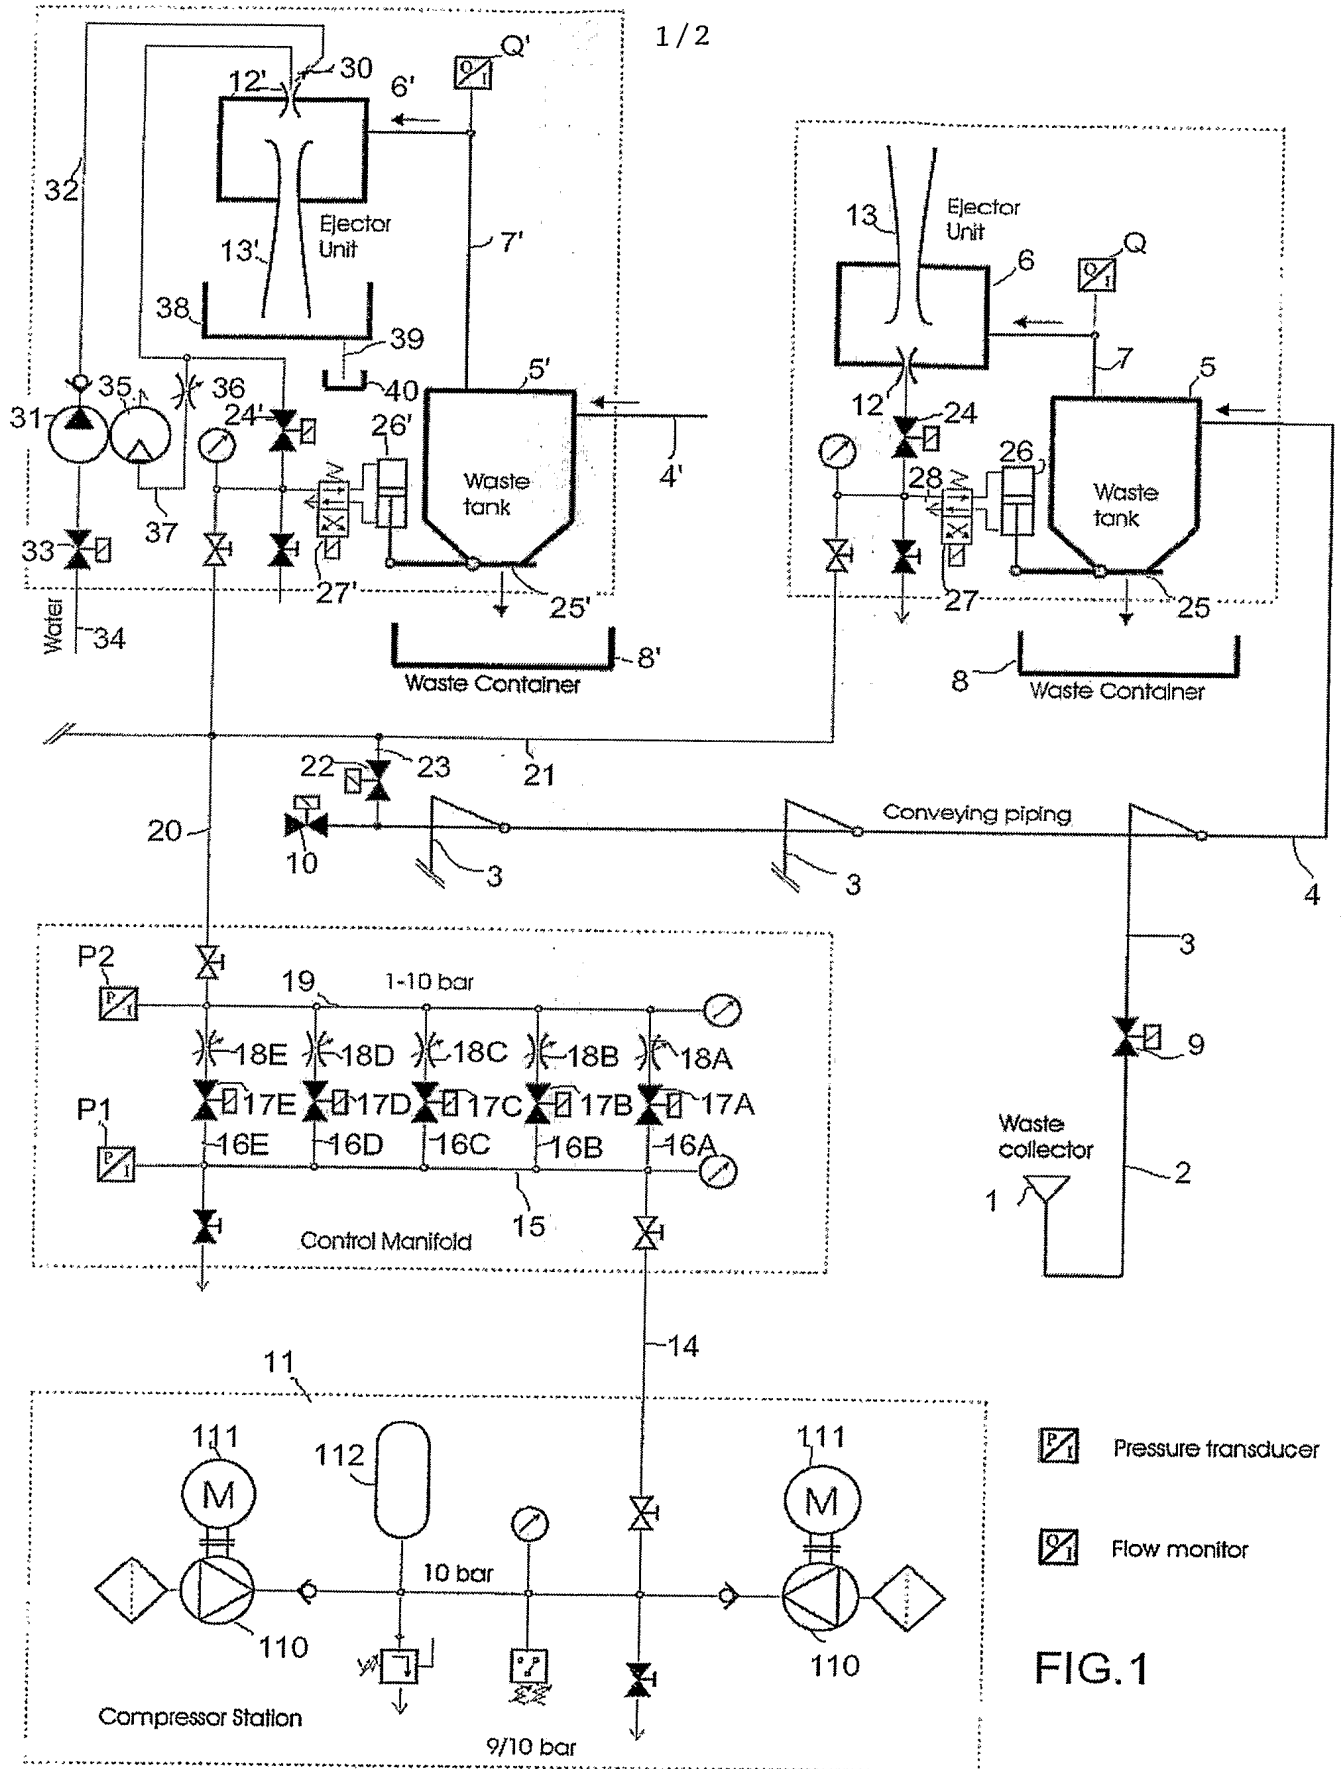 1/2
Q'
Q
I
30
12'
6'
32
Ejector
Unit
13'
7'
38
39
40
5'
35
36
31
24'
26'
4'
Waste
tank
37
33
27'
25'
Water
34
8'
Waste Container
13
Ejector
Unit
Q
6
Q
I
7
5
12'
24
28
26
Waste
tank
27
25
8
Waste Container
22
23
21
20
10
3
3
Conveying piping
4
3
P2
P
I
19
1-10 bar
18E
18D
18C
18B
18A
9
17E
17D
17C
17B
17A
P1
P
I
16E
16D
16C
16B
16A
Waste
collector
1
2
15
Control Manifold
14
11
111
M
112
111
M
P
I
Pressure transducer
Q
I
Flow monitor
10 bar
110
110
FIG.1
Compressor Station
9/10 bar